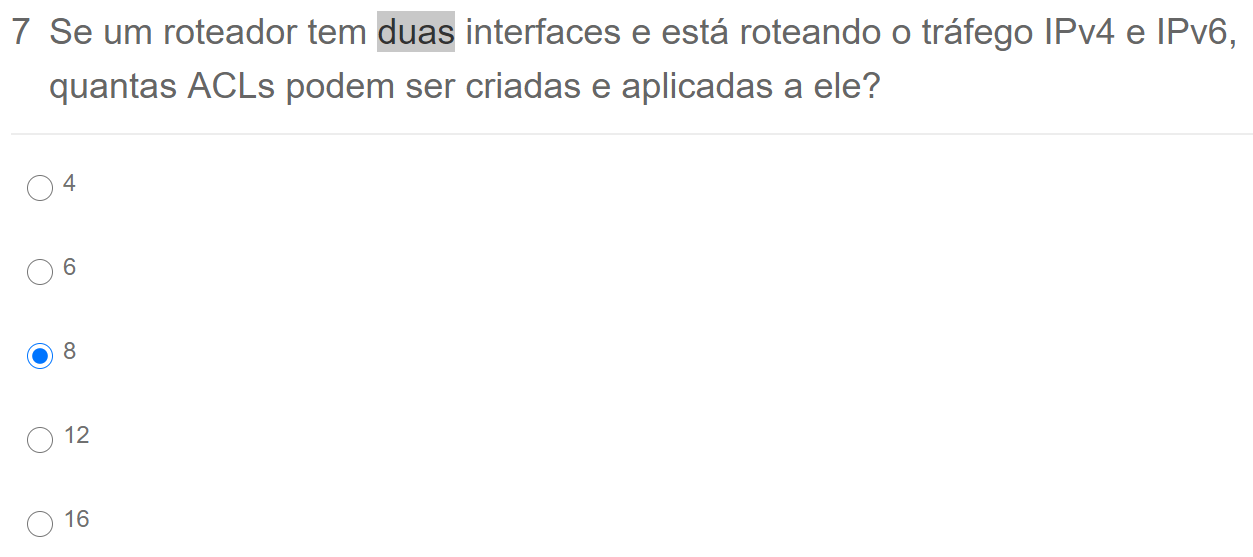 7 Se um roteador tem duas interfaces e está roteando o tráfego IPv4 e IPv6,
quantas ACLs podem ser criadas e aplicadas a ele?
4
6
8
12
16